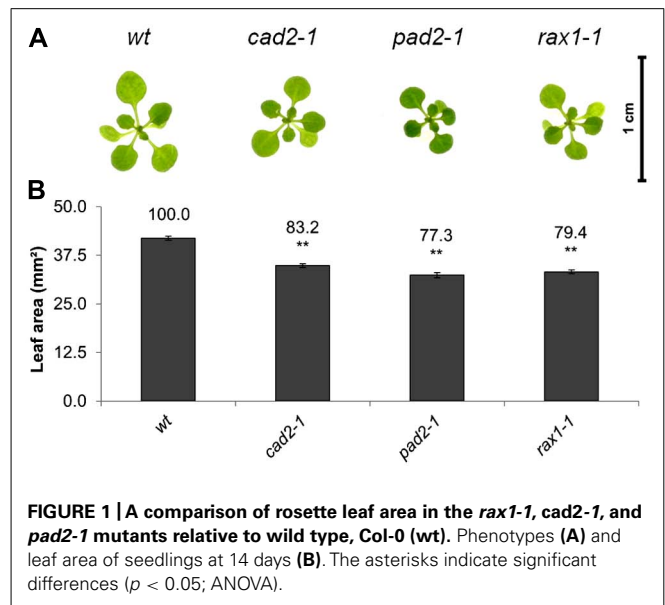 A
wt cad2-1 pad2-1 rax1-1
1 cm
B
50.0
37.5
25.0
12.5
0.0
Leaf area (mm²)
100.0
83.2
**
77.3
**
79.4
**
wt cad2-1 pad2-1 rax1-1
FIGURE 1 | A comparison of rosette leaf area in the rax1-1, cad2-1, and
pad2-1 mutants relative to wild type, Col-0 (wt). Phenotypes (A) and
leaf area of seedlings at 14 days (B). The asterisks indicate significant
differences (p < 0.05; ANOVA).